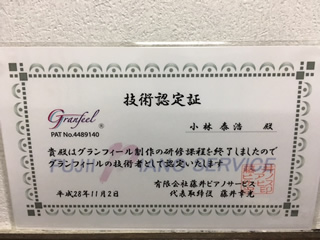 技術認定証
Granfeel®
PAT No.4489140
小林泰浩 殿
貴殿はグランフィール制作の研修課程を終了しましたので
グランフィールの技術者として認定いたします
FUJII PIANO SERVICE
平成28年11月2日
有限会社藤井ピアノサービス
代表取締役 藤井幸光